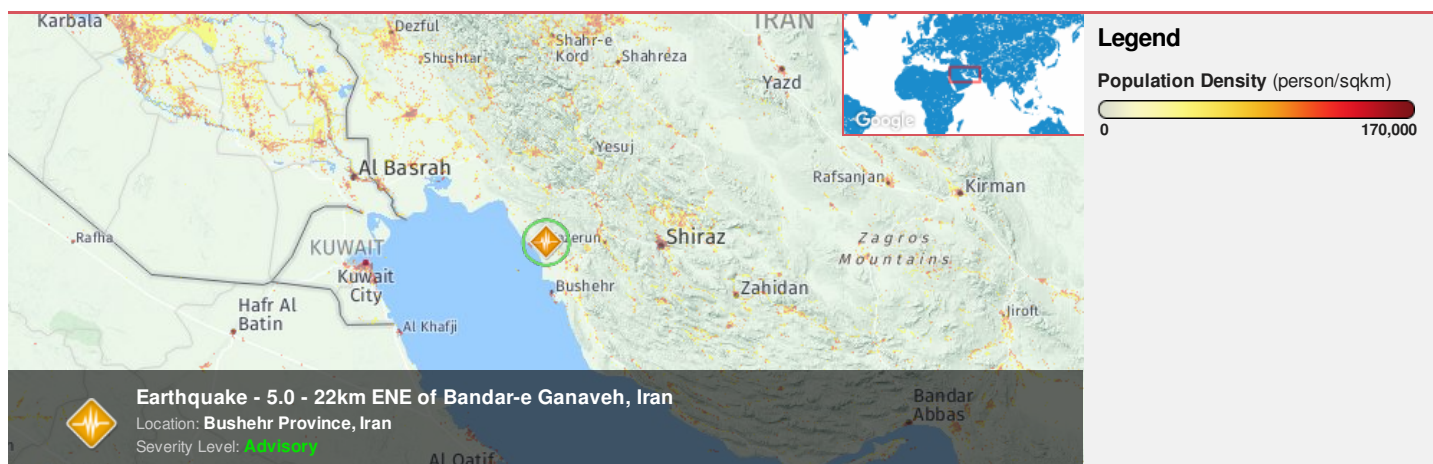 Karbala
Dezful
IRAN
Shahr-e
Kord
Shahreza
Shushtar
Yazd
Google
Yesuj
Al Basrah
Rafsanjan
Kirman
Rafha
KUWAIT
Shiraz
Zagros
Mountains
Kuwait
City
Bushehr
Zahidan
Hafr Al
Batin
Al Khafji
Jiroft
Earthquake - 5.0 - 22km ENE of Bandar-e Ganaveh, Iran
Location: Bushehr Province, Iran
Severity Level: Advisory
Bandar
Abbas
Al Qatif
Legend
Population Density (person/sqkm)
0 170,000